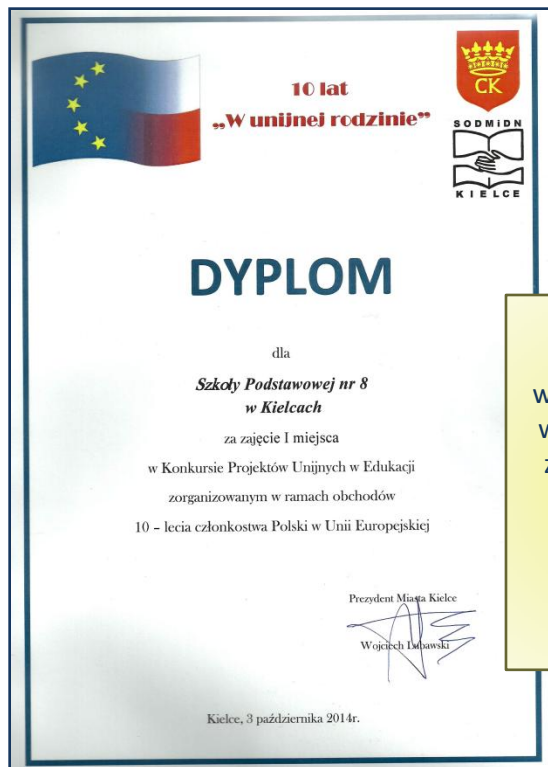 10 lat
„W unijnej rodzinie”
CK
SODMiDN
KIELCE
DYPLOM
dla
Szkoły Podstawowej nr 8
w Kielcach
za zajęcie I miejsca
w Konkursie Projektów Unijnych w Edukacji
zorganizowanym w ramach obchodów
10 – lecia członkostwa Polski w Unii Europejskiej
Prezydent Miasta Kielce
Wojciech Lubawski
Kielce, 3 października 2014r.
w
w
z